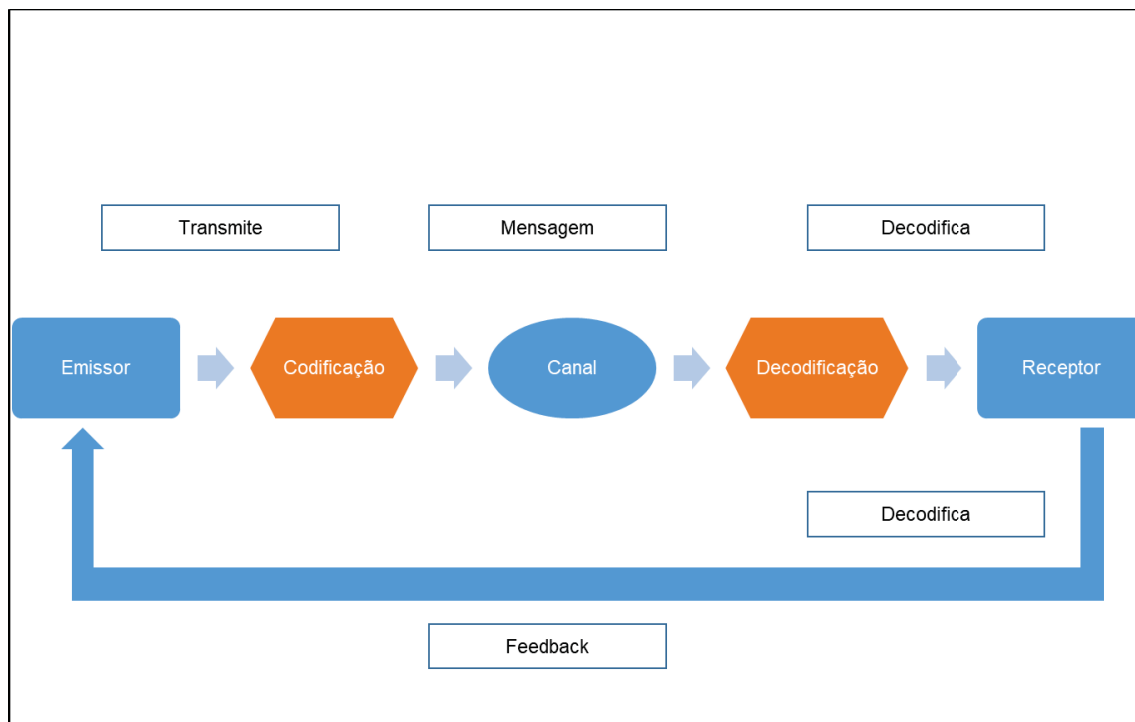 Transmite
Mensagem
Decodifica
Emissor
Codificação
Canal
Decodificação
Receptor
Decodifica
Feedback